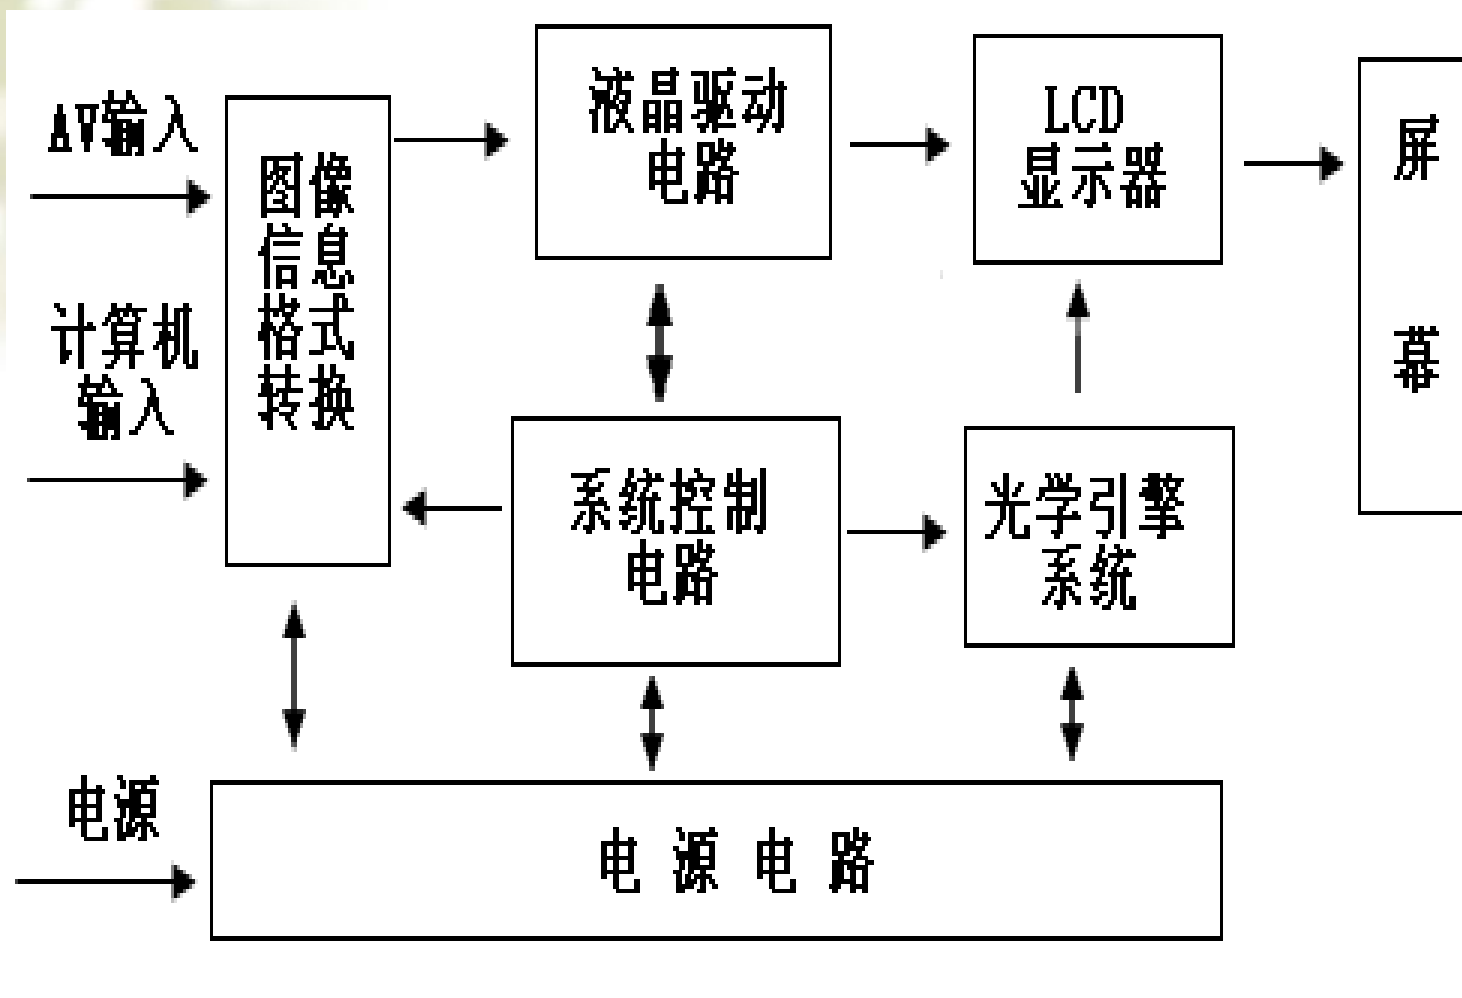 AV输入
计算机
输入
图像
信息
格式
转换
液晶驱动
电路
LCD
显示器
屏
幕
系统控制
电路
光学引擎
系统
电源
电源电路